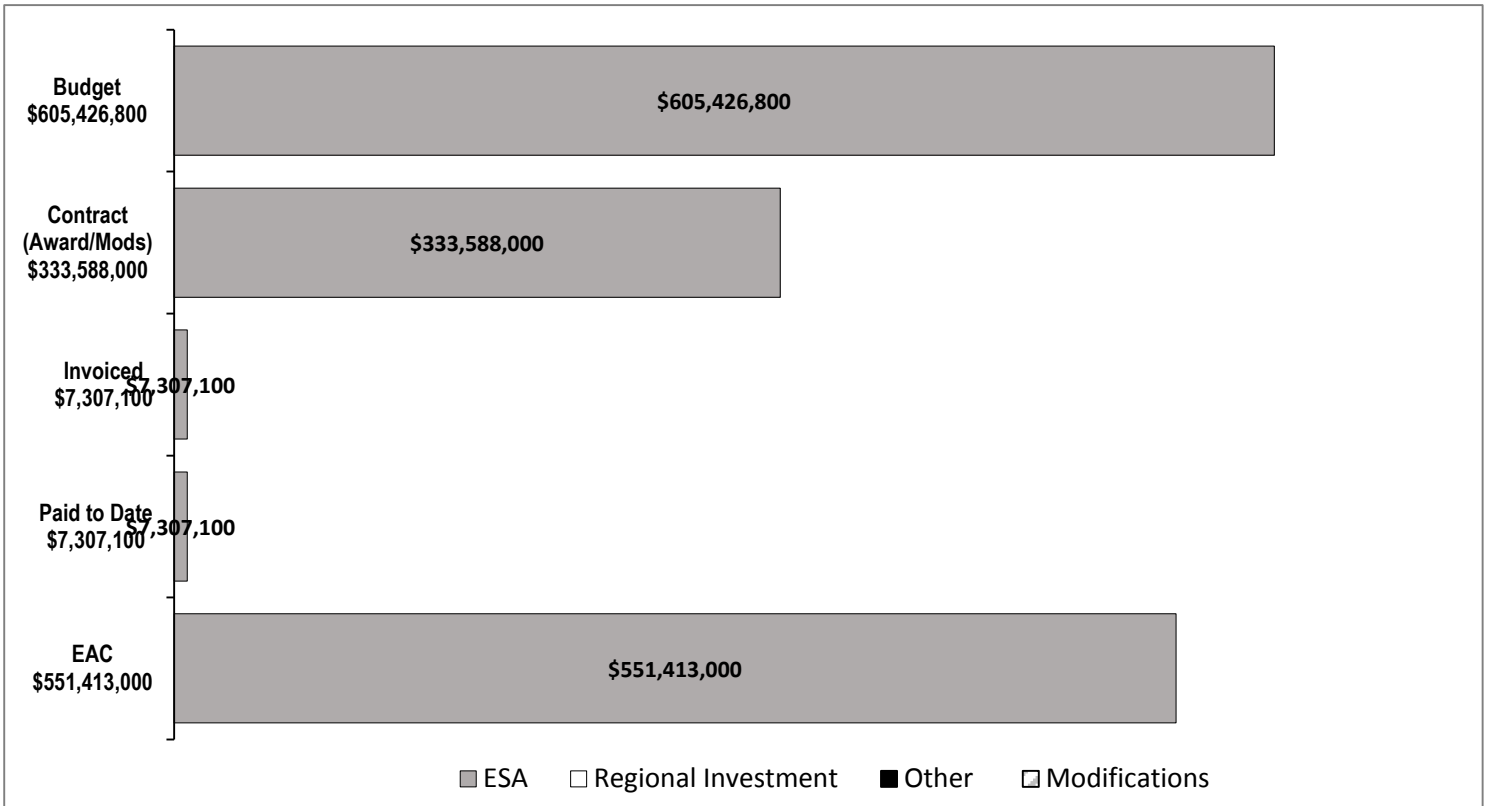 Budget
$605,426,800
$605,426,800
Contract
(Award/Mods)
$333,588,000
$333,588,000
Invoiced
$7,307,100
$7,307,100
Paid to Date
$7,307,100
$7,307,100
EAC
$551,413,000
$551,413,000
ESA Regional Investment Other Modifications